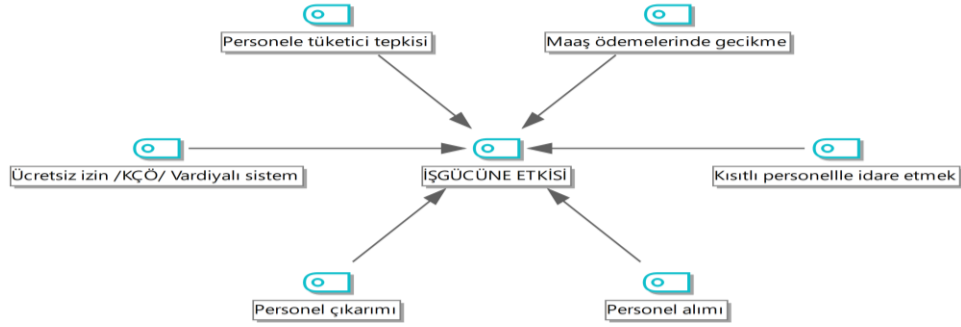 Personele tüketici tepkisi
Maaş ödemelerinde gecikme
Ücretsiz izin /KÇÖ/ Vardiyalı sistem
İŞGÜCÜNE ETKİSİ
Kısıtlı personellle idare etmek
Personel çıkarımı
Personel alımı